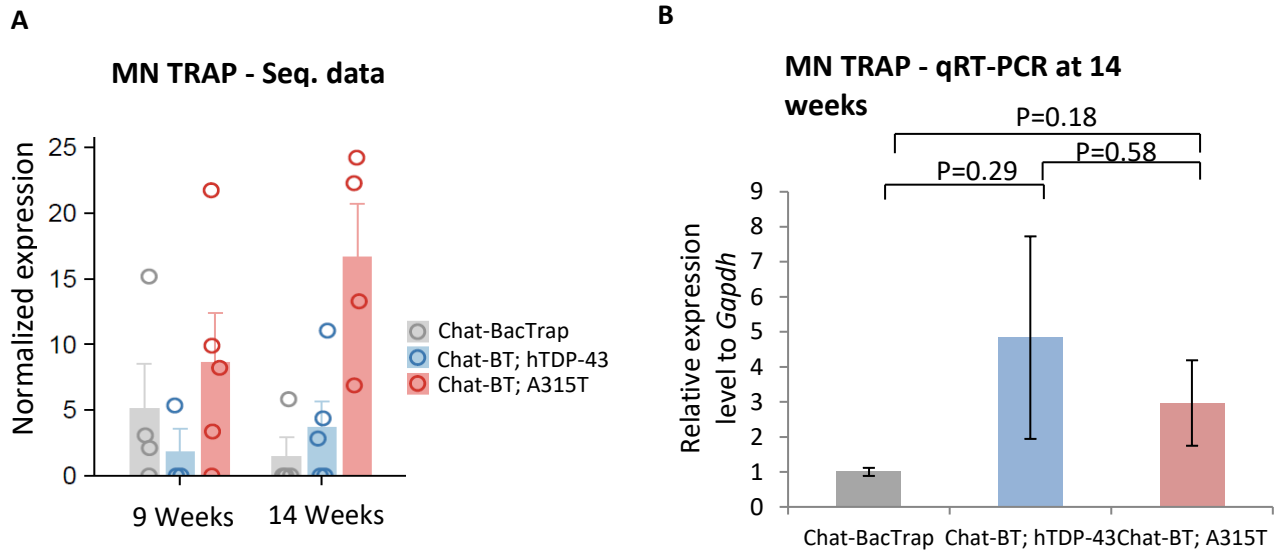 A
MN TRAP - Seq. data
Normalized expression
25
20
15
10
5
0
9 Weeks
14 Weeks
Chat-BacTrap
Chat-BT; hTDP-43
Chat-BT; A315T
B
MN TRAP - qRT-PCR at 14
weeks
P=0.18
P=0.29
P=0.58
Relative expression
level to Gapdh
9
8
7
6
5
4
3
2
1
0
Chat-BacTrap
Chat-BT; hTDP-43
Chat-BT; A315T